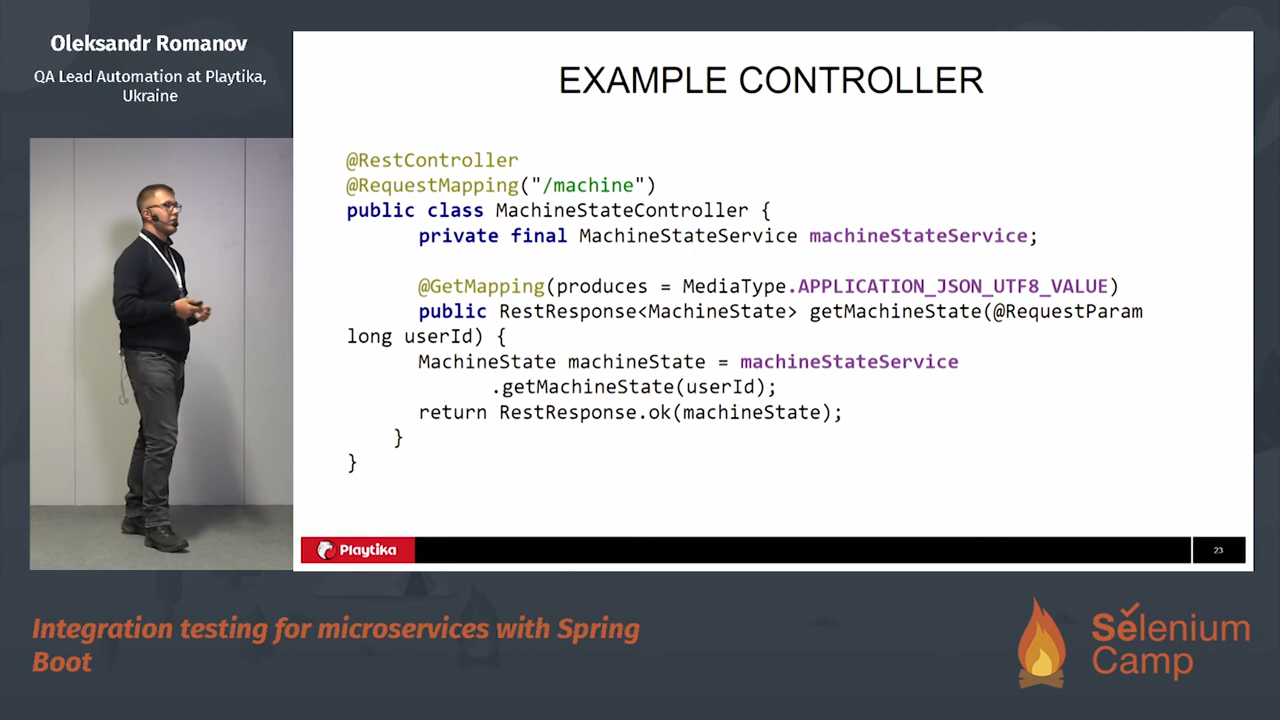 Oleksandr Romanov
QA Lead Automation at Playtika,
Ukraine
EXAMPLE CONTROLLER
@RestController
@RequestMapping("/machine")
public class MachineStateController {
private final MachineStateService machineStateService;
@GetMapping(produces = MediaType.APPLICATION_JSON_UTF8_VALUE)
public RestResponse<MachineState> getMachineState(@RequestParam
long userId) {
MachineState machineState = machineStateService
.getMachineState(userId);
return RestResponse.ok(machineState);
}
}
Playtika
23
Integration testing for microservices with Spring
Boot
Selenium
Camp